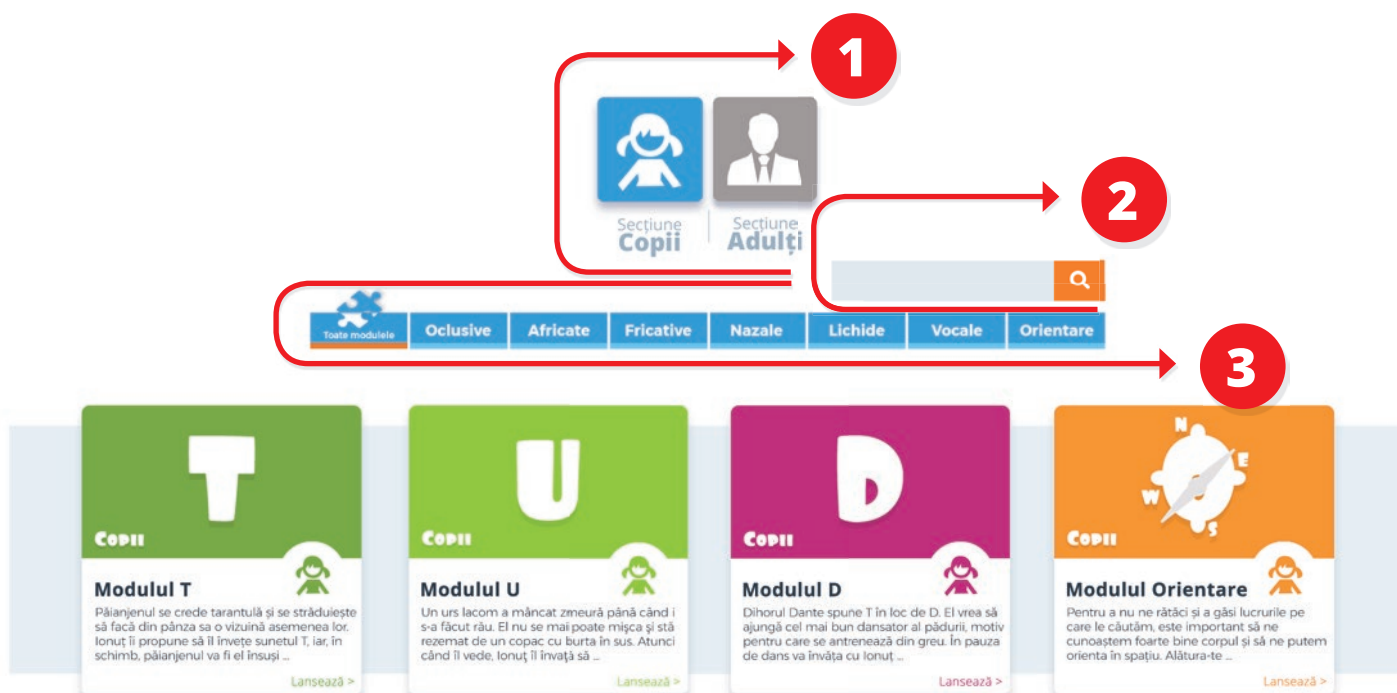 1
Secțiune
Copii
Secțiune
Adulți
2
Toate modulele
Oclusive
Africate
Fricative
Nazale
Lichide
Vocale
Orientare
3
T
Copii
Modulul T
Păianjenul se crede tarantulă și se străduiește
să facă din pânza sa o vizuină asemenea lor.
Ionuț îi propune să îl învețe sunetul T, iar, în
schimb, păianjenul va fi el însuși ...
Lansează >
U
Copii
Modulul U
Un urs lacom a mâncat zmeură până când i
s-a făcut rău. El nu se mai poate mișca și stă
rezemat de un copac cu burta în sus. Atunci
când îl vede, Ionuț îl învață să ...
Lansează >
D
Copii
Modulul D
Dihorul Dante spune T în loc de D. El vrea să
ajungă cel mai bun dansator al pădurii, motiv
pentru care se antrenează din greu. În pauza
de dans va învăța cu Ionuț ...
Lansează >
N
E
W
S
Copii
Modulul Orientare
Pentru a nu ne rătăci și a găsi lucrurile pe
care le căutăm, este important să ne
cunoaștem foarte bine corpul și să ne putem
orienta în spațiu. Alătura-te ...
Lansează >